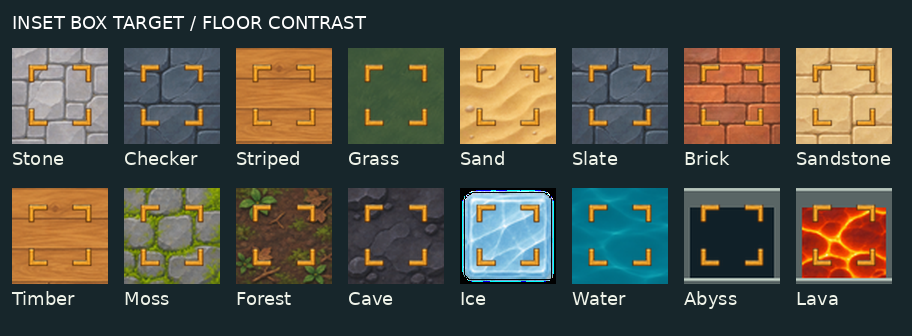 INSET BOX TARGET / FLOOR CONTRAST
Stone Checker Striped Grass Sand Slate Brick Sandstone
Timber Moss Forest Cave Ice Water Abyss Lava